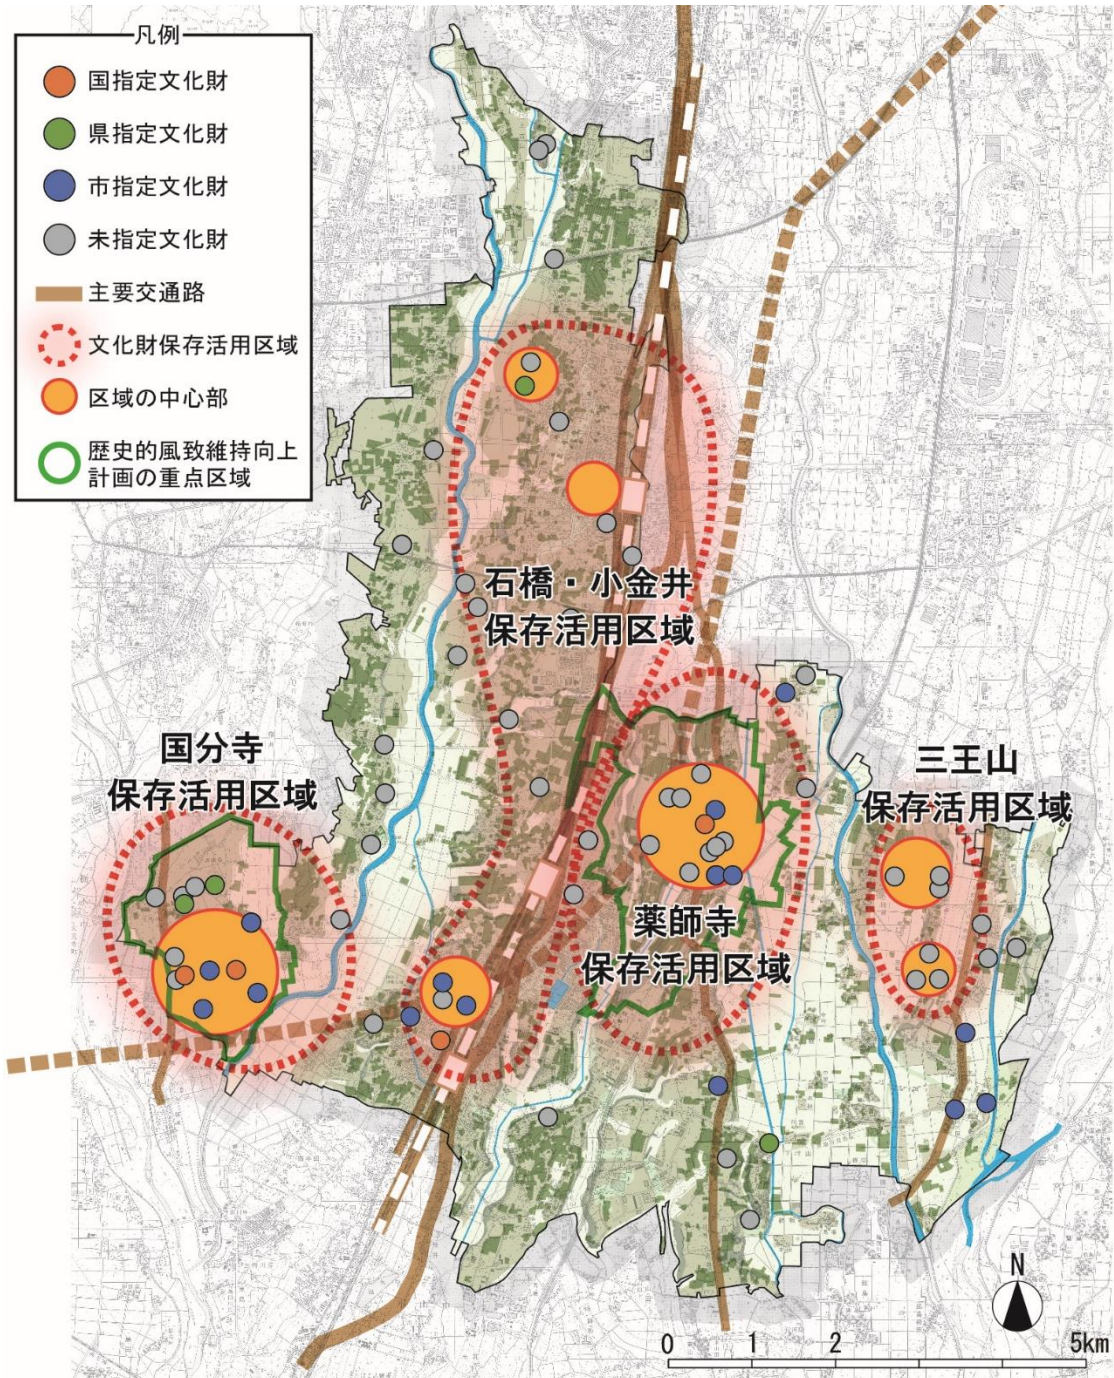 凡例
国指定文化財
県指定文化財
市指定文化財
未指定文化財
主要交通路
文化財保存活用区域
区域の中心部
歴史的風致維持向上
計画の重点区域
石橋・小金井
保存活用区域
国分寺
保存活用区域
三王山
保存活用区域
薬師寺
保存活用区域
N
0 1 2 5km